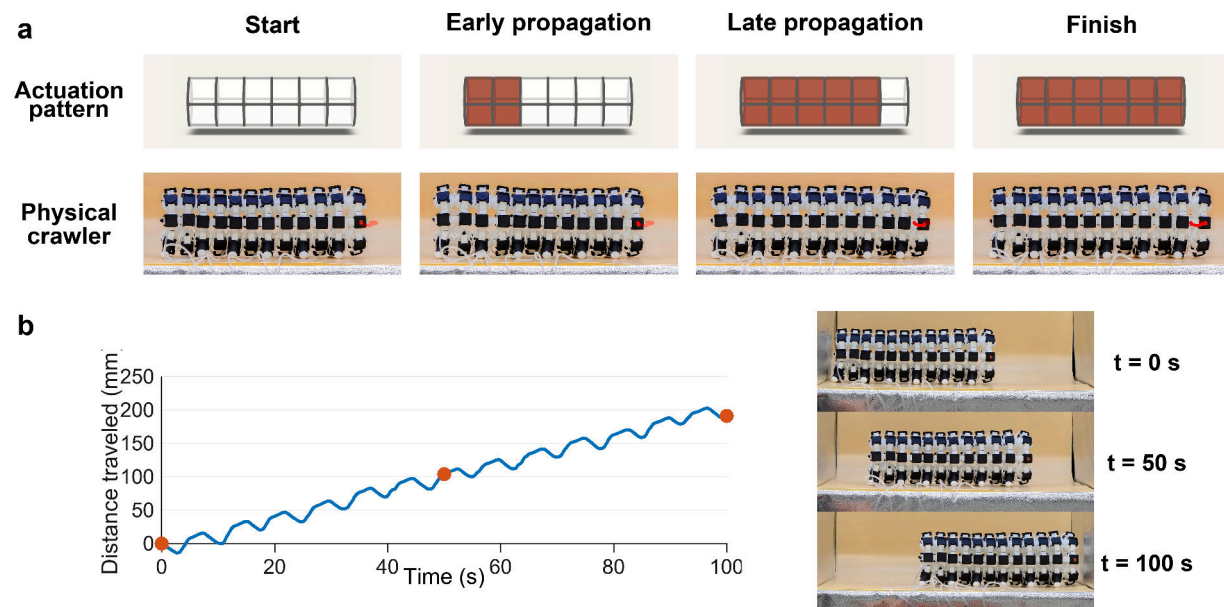 a
Start
Early propagation
Late propagation
Finish
Actuation
pattern
Physical
crawler
b
Distance traveled (mm)
250
200
150
100
50
0
0
20
40
60
80
100
Time (s)
t = 0 s
t = 50 s
t = 100 s